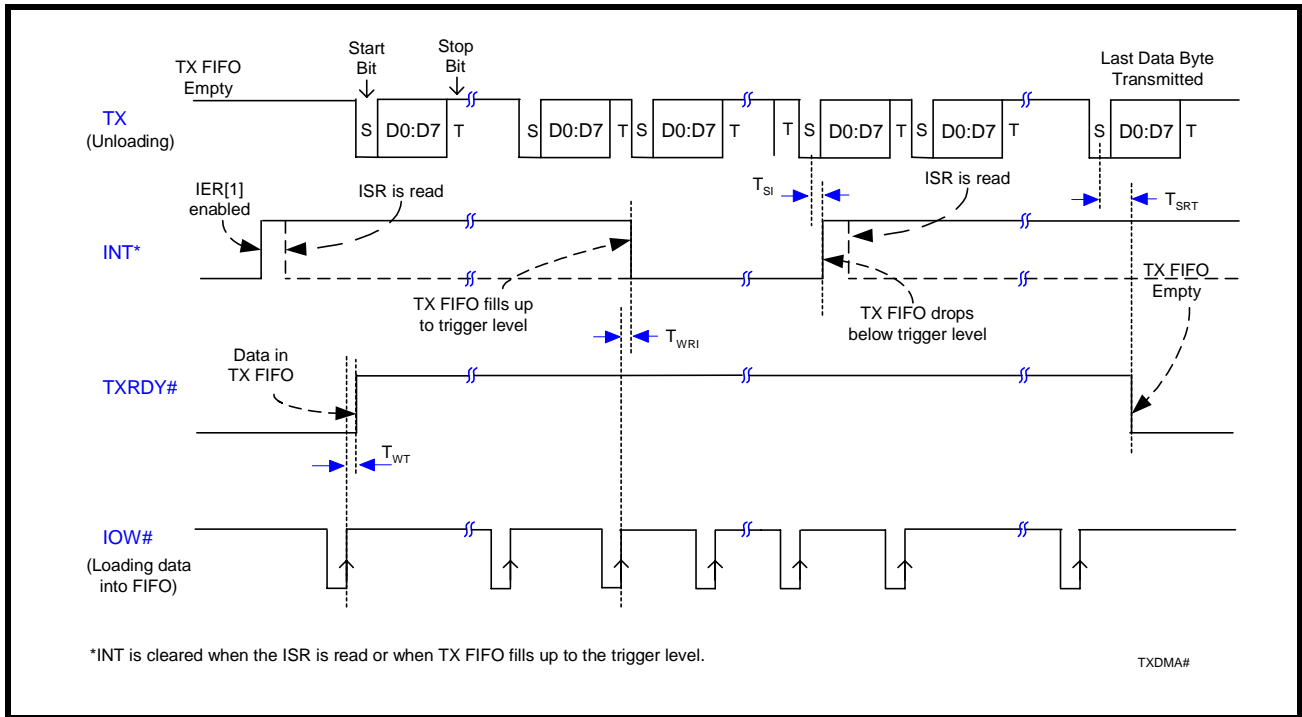 Start
Bit
Stop
Bit
TX FIFO
Empty
Last Data Byte
Transmitted
TX
(Unloading)
S D0:D7 T S D0:D7 T S D0:D7 T T S D0:D7 T S D0:D7 T S D0:D7 T
IER[1]
enabled
ISR is read
TSI
ISR is read
TSRT
INT*
TX FIFO fills up
to trigger level
TX FIFO drops
below trigger level
TX FIFO
Empty
TWRI
Data in
TX FIFO
TXRDY#
TWT
IOW#
(Loading data
into FIFO)
*INT is cleared when the ISR is read or when TX FIFO fills up to the trigger level.
TXDMA#